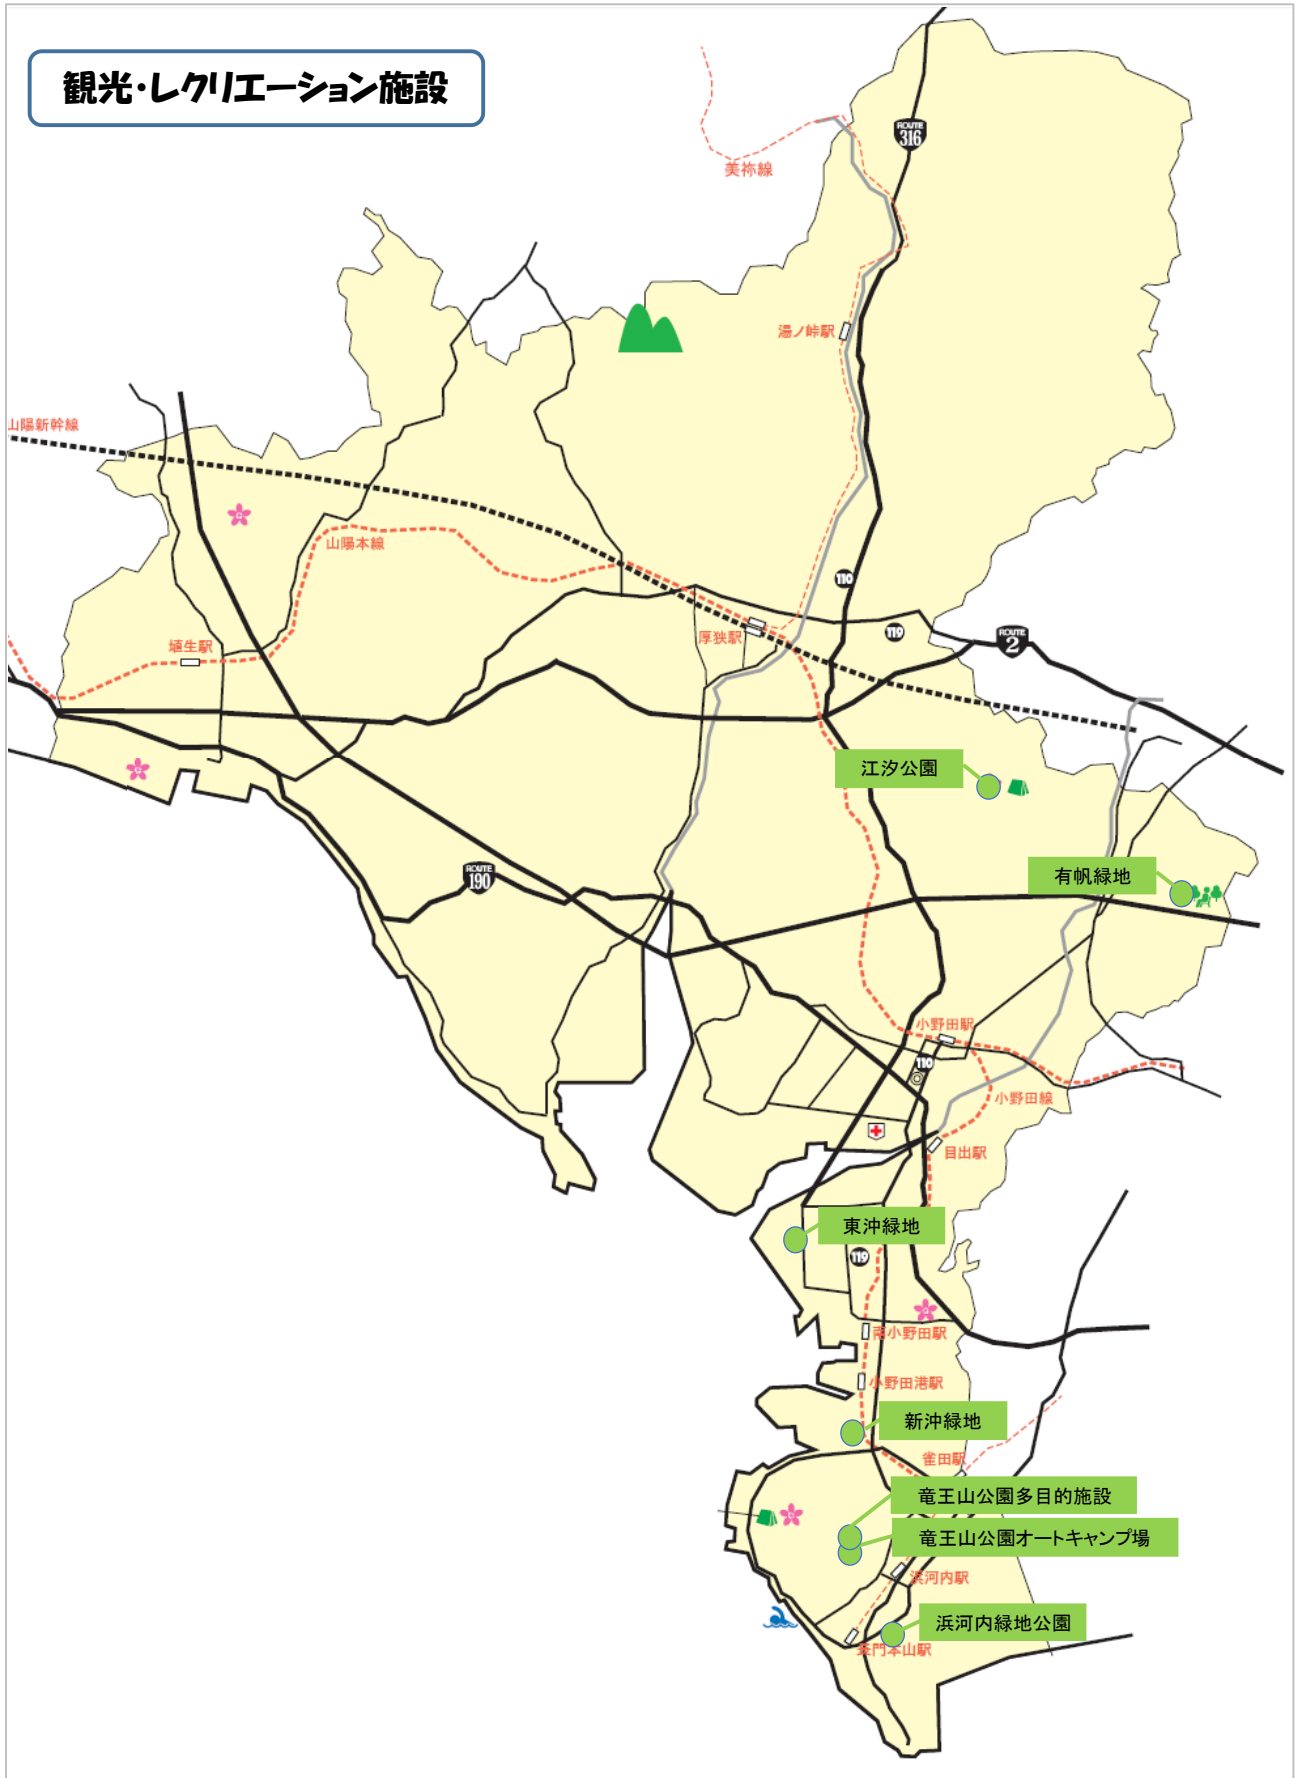 観光・レクリエーション施設
ROUTE
316
美祢線
湯ノ峠駅
山陽新幹線
山陽本線
110
119
ROUTE
2
厚狭駅
埴生駅
江汐公園
有帆緑地
ROUTE
190
小野田駅
110
小野田線
目出駅
東沖緑地
119
南小野田駅
小野田港駅
新沖緑地
雀田駅
竜王山公園多目的施設
竜王山公園オートキャンプ場
浜河内駅
浜河内緑地公園
長門本山駅